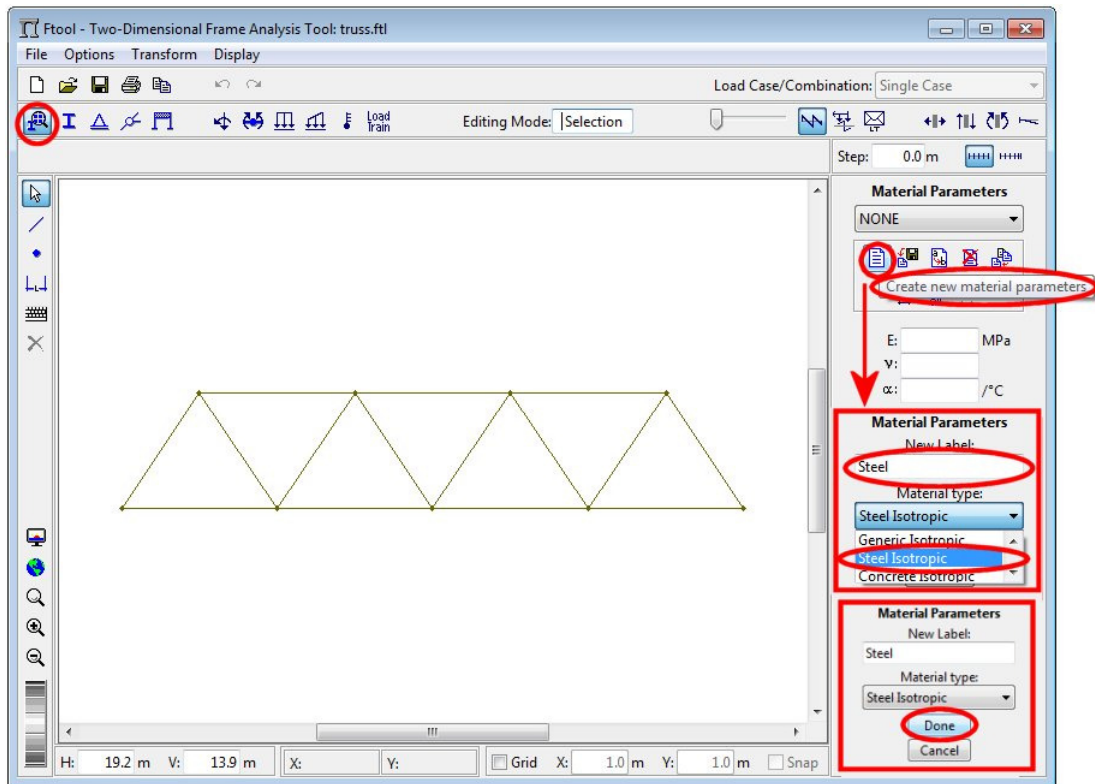 Ftool - Two-Dimensional Frame Analysis Tool: truss.ftl
File Options Transform Display
Load Case/Combination: Single Case
Load Train
Editing Mode: Selection
Step: 0.0 m
Material Parameters
NONE
Create new material parameters
E: MPa
ν:
α: /°C
Material Parameters
New Label:
Steel
Material type:
Steel Isotropic
Generic Isotropic
Steel Isotropic
Concrete Isotropic
Material Parameters
New Label:
Steel
Material type:
Steel Isotropic
Done
Cancel
H: 19.2 m V: 13.9 m X: Y: Grid X: 1.0 m Y: 1.0 m Snap